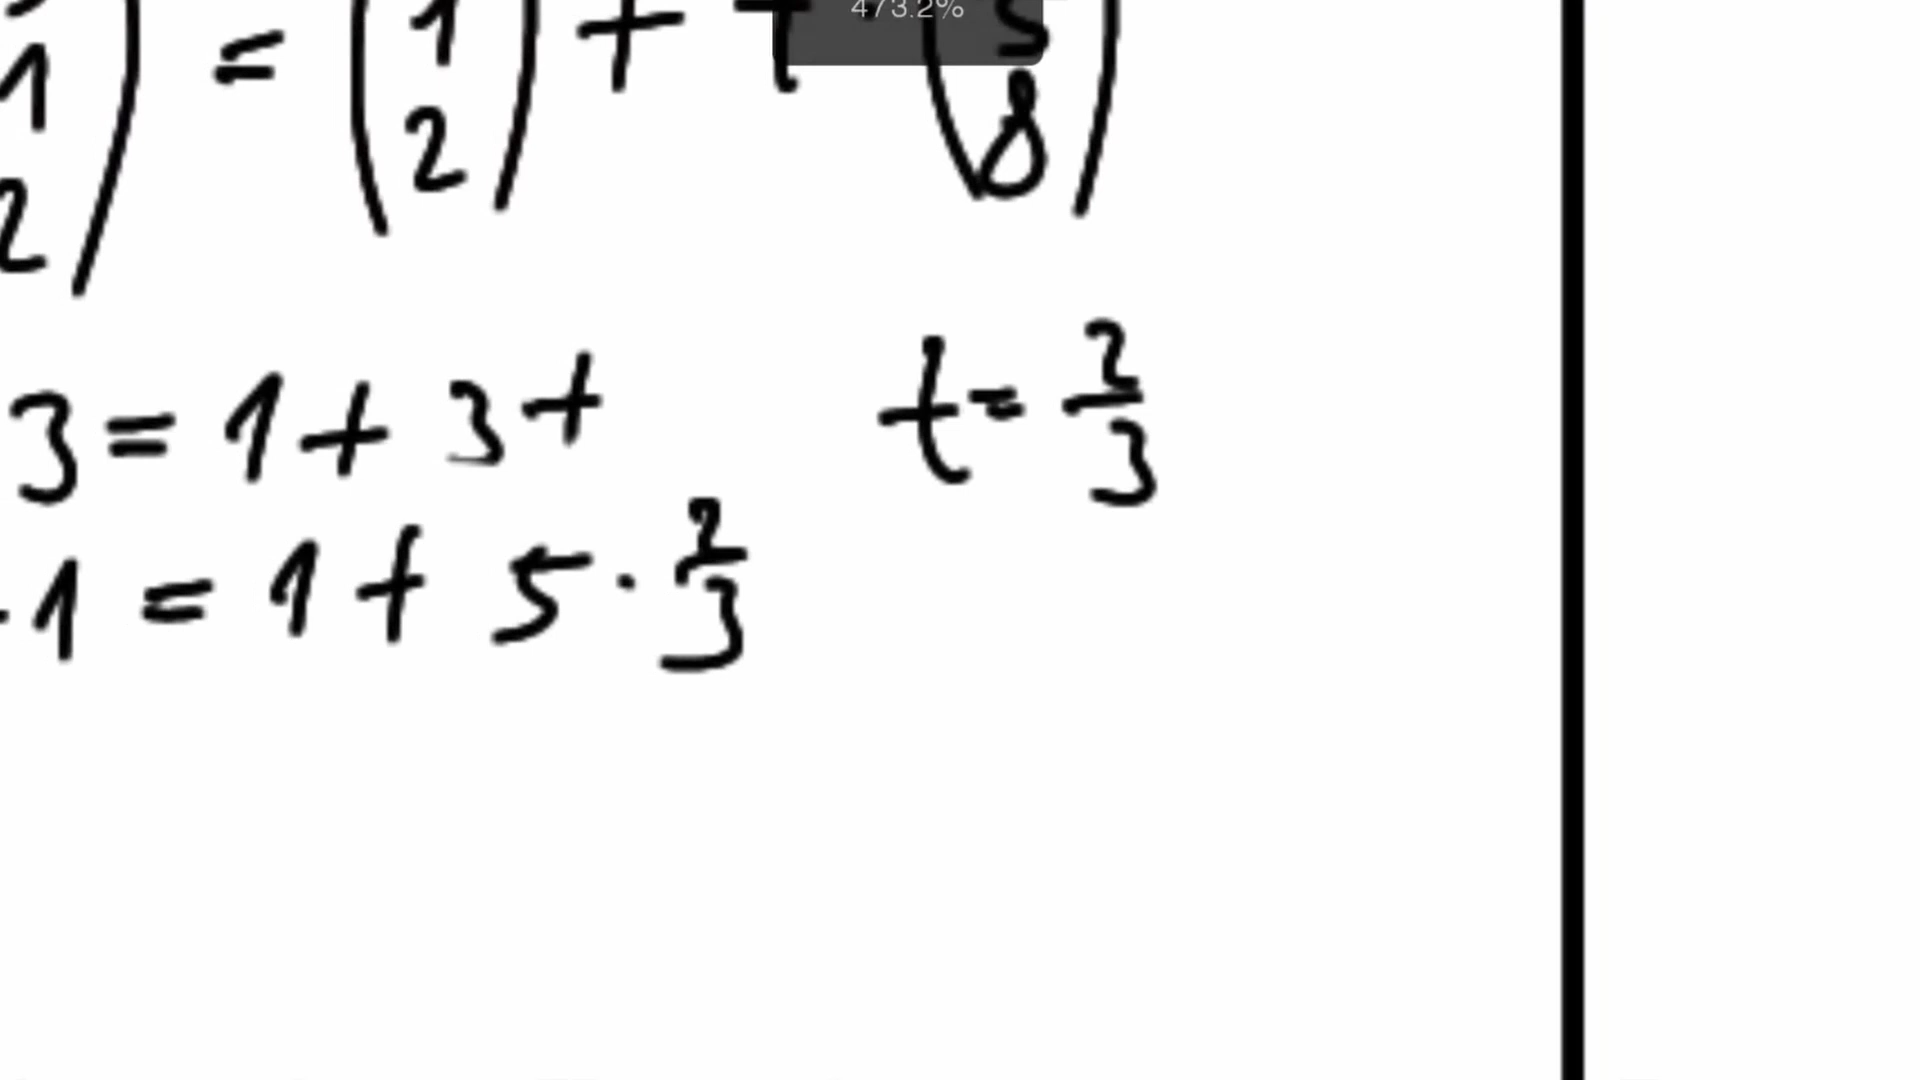 473.2%
1 = ( 1 ) + t ( 5
2 2 8 )
3 = 1 + 3t t = 2/3
-1 = 1 + 5 · 2/3